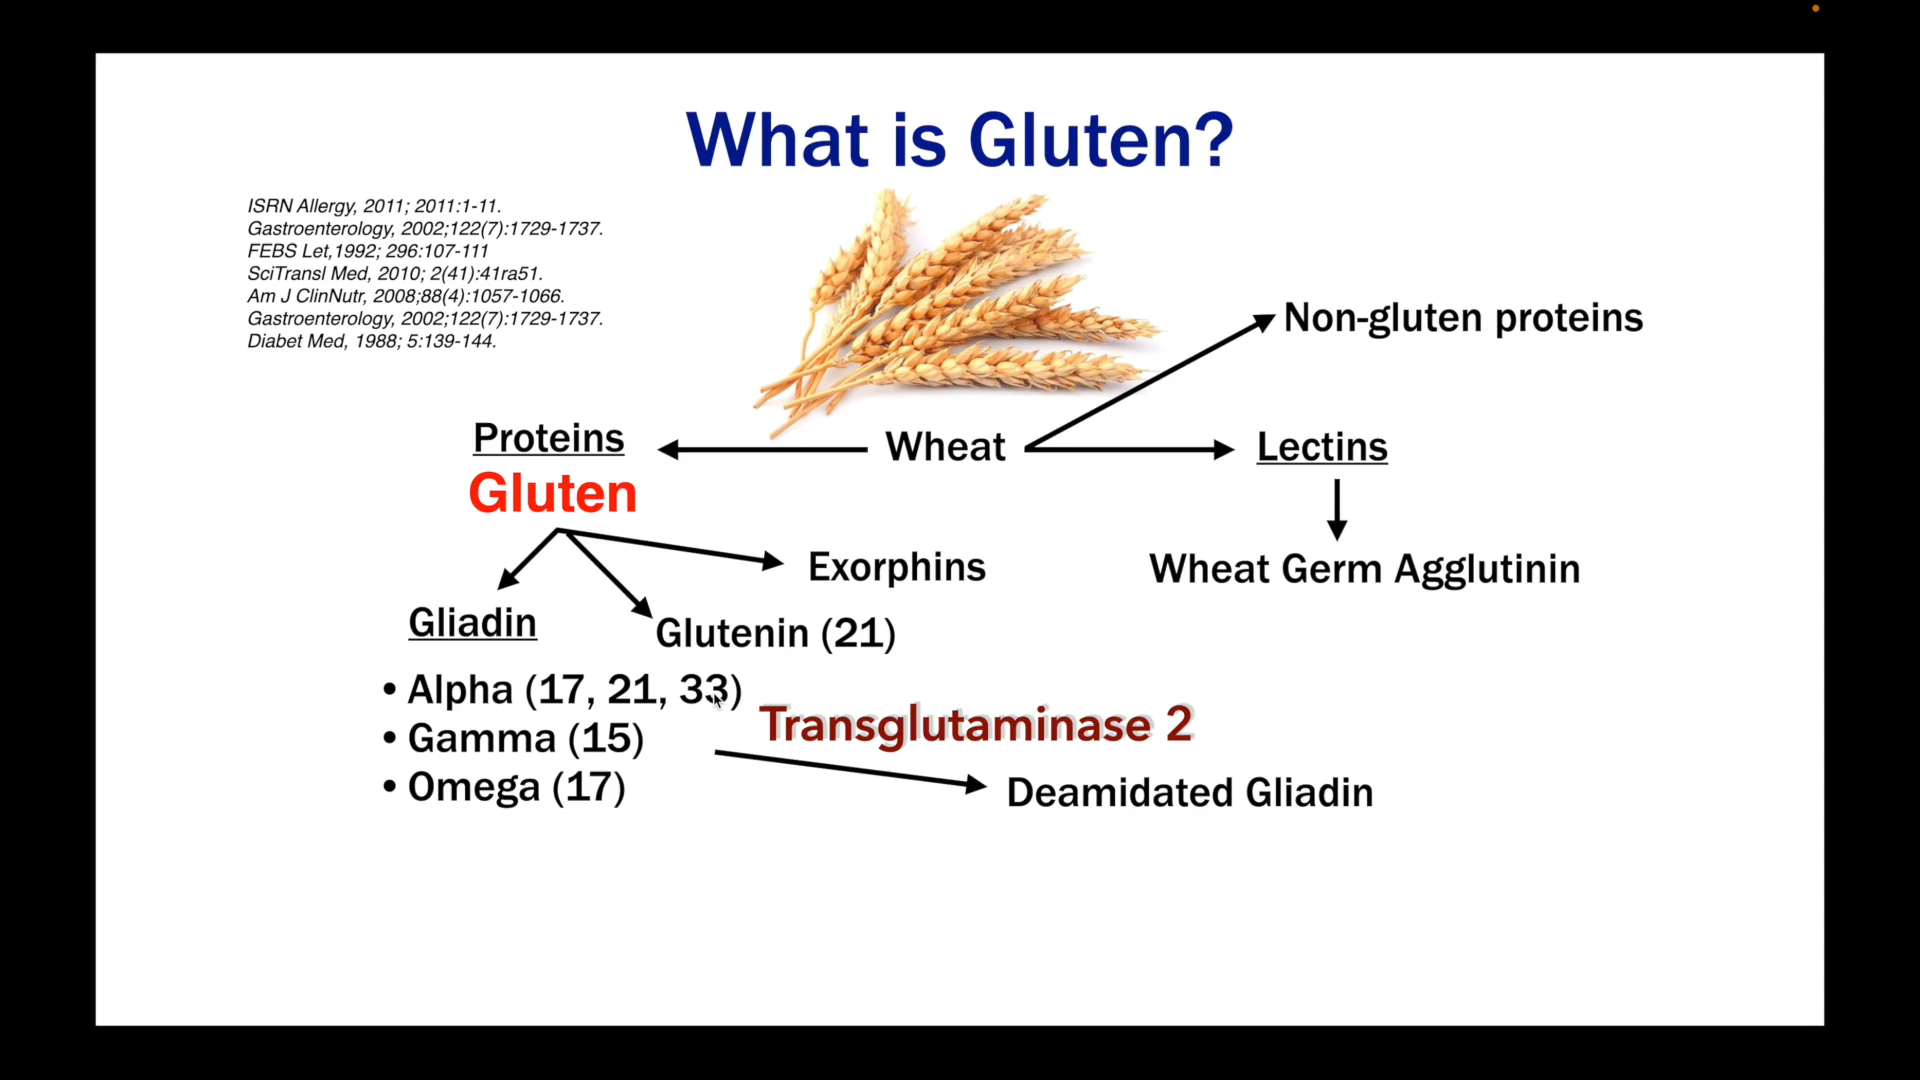 What is Gluten?
ISRN Allergy, 2011; 2011:1-11.
Gastroenterology, 2002;122(7):1729-1737.
FEBS Let,1992; 296:107-111
SciTransl Med, 2010; 2(41):41ra51.
Am J ClinNutr, 2008;88(4):1057-1066.
Gastroenterology, 2002;122(7):1729-1737.
Diabet Med, 1988; 5:139-144.
Non-gluten proteins
Proteins
Wheat
Lectins
Gluten
Exorphins
Wheat Germ Agglutinin
Gliadin
Glutenin (21)
• Alpha (17, 21, 33)
Transglutaminase 2
• Gamma (15)
• Omega (17)
Deamidated Gliadin